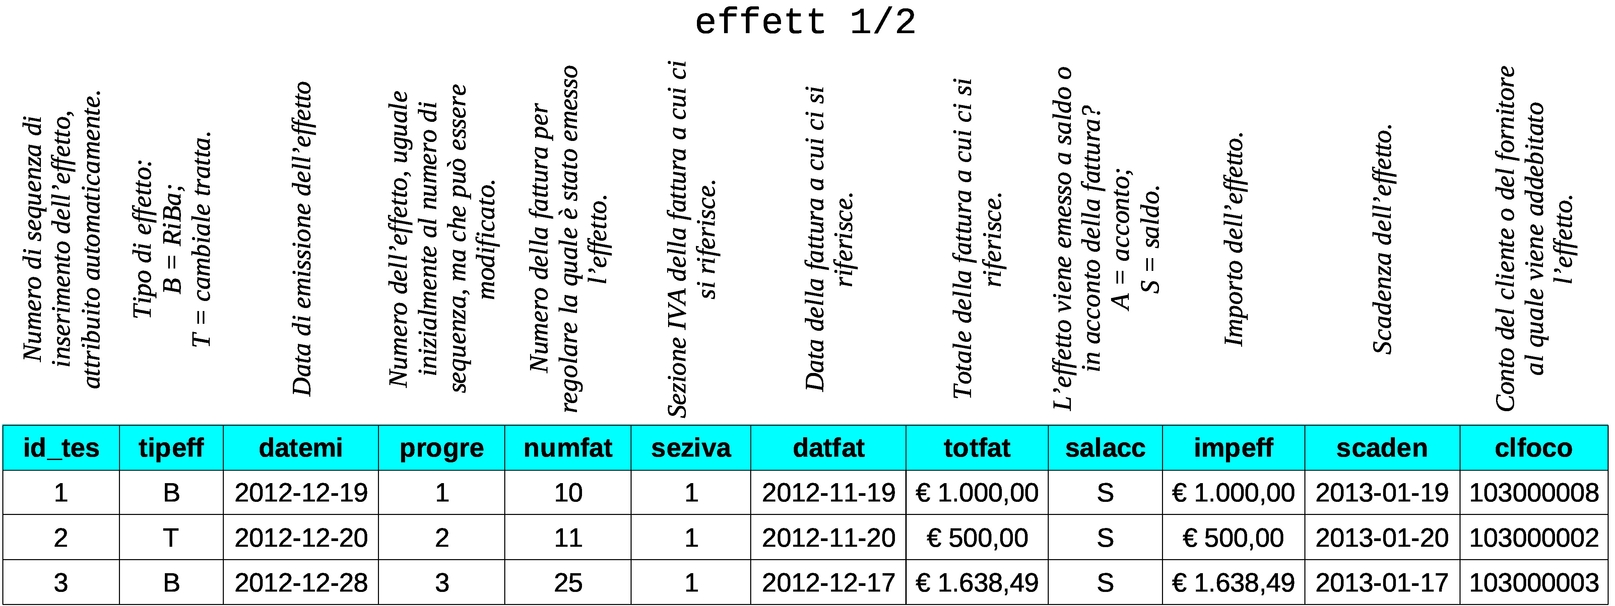 effett 1/2
Numero di sequenza di
inserimento dell'effetto,
attribuito automaticamente.
Tipo di effetto:
B = RiBa;
T = cambiale tratta.
Data di emissione dell'effetto
Numero dell'effetto, uguale
inizialmente al numero di
sequenza, ma che può essere
modificato.
Numero della fattura per
regolare la quale è stato emesso
l'effetto.
Sezione IVA della fattura a cui ci
si riferisce.
Data della fattura a cui ci si
riferisce.
Totale della fattura a cui ci si
riferisce.
L'effetto viene emesso a saldo o
in acconto della fattura?
A = acconto;
S = saldo.
Importo dell'effetto.
Scadenza dell'effetto.
Conto del cliente o del fornitore
al quale viene addebitato
l'effetto.
id_tes tipeff datemi progre numfat seziva datfat totfat salacc impeff scaden clfoco
1 B 2012-12-19 1 10 1 2012-11-19 € 1.000,00 S € 1.000,00 2013-01-19 103000008
2 T 2012-12-20 2 11 1 2012-11-20 € 500,00 S € 500,00 2013-01-20 103000002
3 B 2012-12-28 3 25 1 2012-12-17 € 1.638,49 S € 1.638,49 2013-01-17 103000003